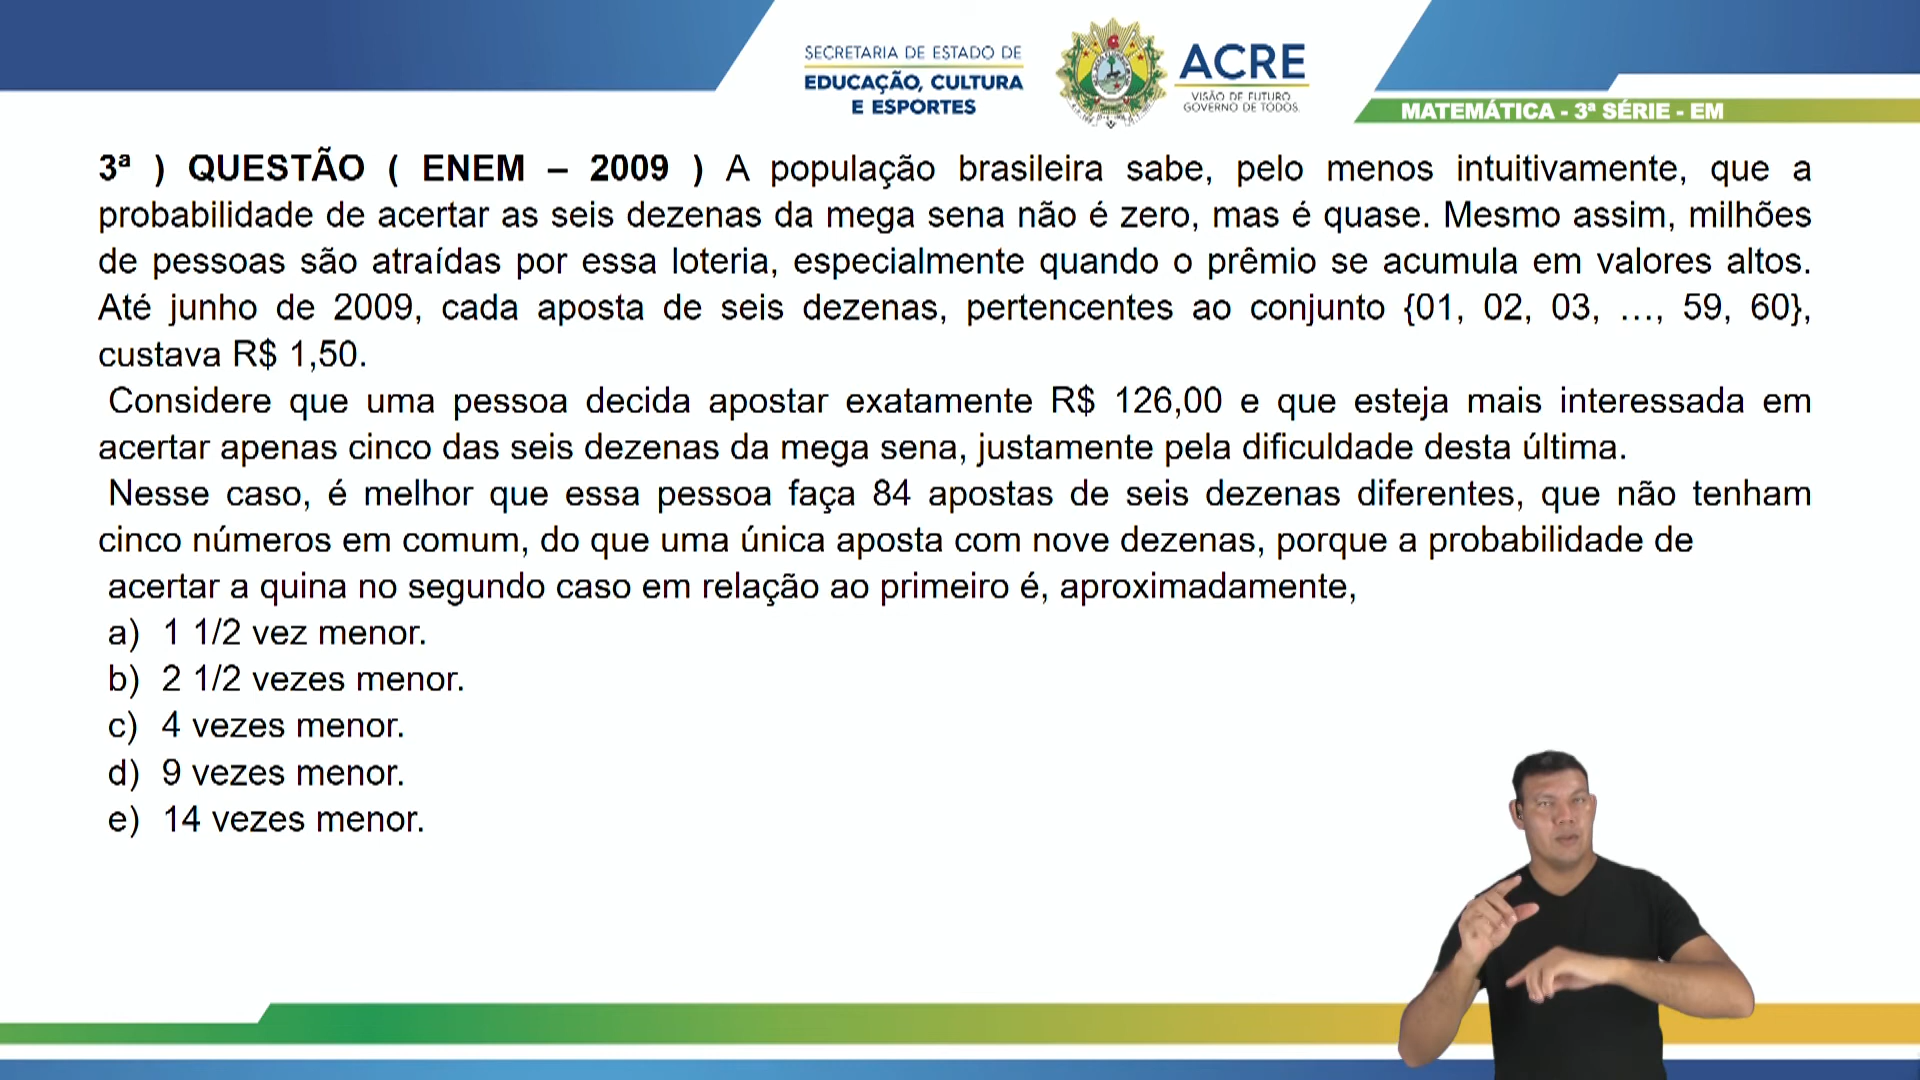 SECRETARIA DE ESTADO DE
EDUCAÇÃO, CULTURA
E ESPORTES
ACRE
VISÃO DE FUTURO
GOVERNO DE TODOS
MATEMÁTICA - 3ª SÉRIE - EM
3ª ) QUESTÃO ( ENEM – 2009 ) A população brasileira sabe, pelo menos intuitivamente, que a
probabilidade de acertar as seis dezenas da mega sena não é zero, mas é quase. Mesmo assim, milhões
de pessoas são atraídas por essa loteria, especialmente quando o prêmio se acumula em valores altos.
Até junho de 2009, cada aposta de seis dezenas, pertencentes ao conjunto {01, 02, 03, ..., 59, 60},
custava R$ 1,50.
Considere que uma pessoa decida apostar exatamente R$ 126,00 e que esteja mais interessada em
acertar apenas cinco das seis dezenas da mega sena, justamente pela dificuldade desta última.
Nesse caso, é melhor que essa pessoa faça 84 apostas de seis dezenas diferentes, que não tenham
cinco números em comum, do que uma única aposta com nove dezenas, porque a probabilidade de
acertar a quina no segundo caso em relação ao primeiro é, aproximadamente,
a) 1 1/2 vez menor.
b) 2 1/2 vezes menor.
c) 4 vezes menor.
d) 9 vezes menor.
e) 14 vezes menor.